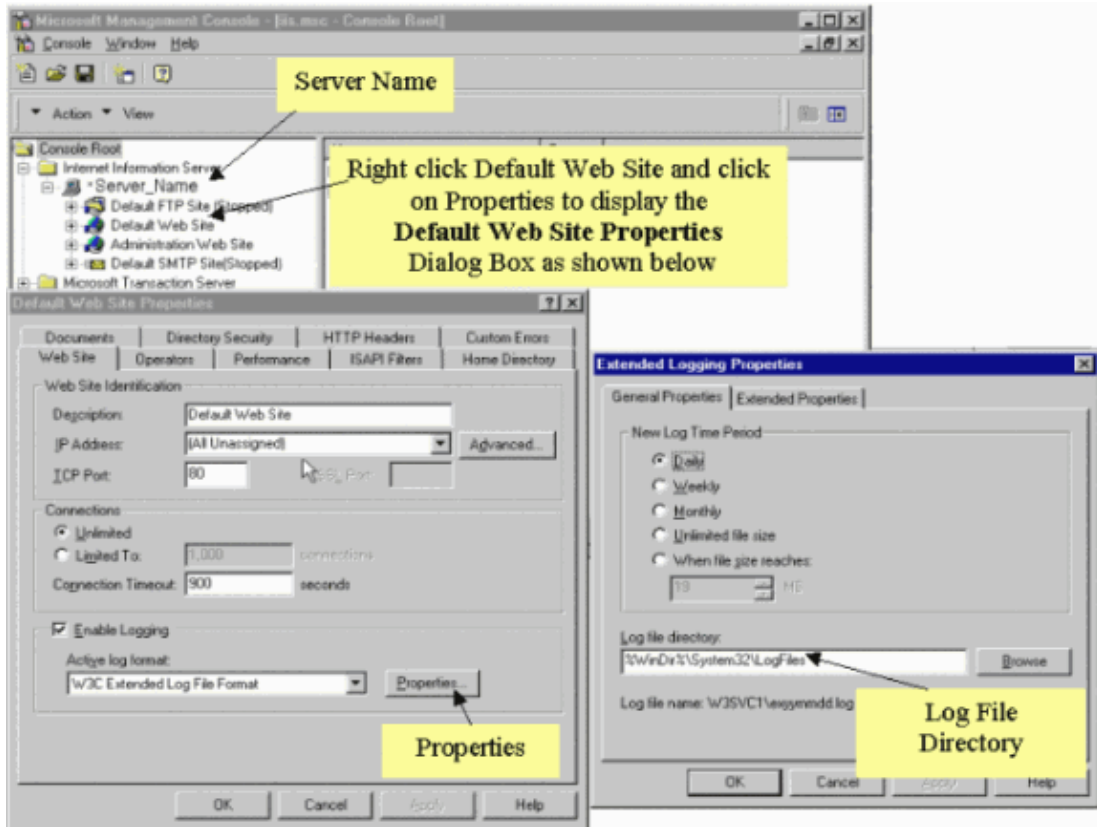 Microsoft Management Console - [iis.msc - Console Root]
Console Window Help
Server Name
Action View
Console Root
Internet Information Server
*Server_Name
Default FTP Site (Stopped)
Default Web Site
Administration Web Site
Default SMTP Site(Stopped)
Microsoft Transaction Server
Right click Default Web Site and click
on Properties to display the
Default Web Site Properties
Dialog Box as shown below
Default Web Site Properties
Documents Directory Security HTTP Headers Custom Errors
Web Site Operators Performance ISAPI Filters Home Directory
Web Site Identification
Description: Default Web Site
IP Address: (All Unassigned) Advanced...
TCP Port: 80 SSL Port
Connections
Unlimited
Limited To: 1,000 connections
Connection Timeout: 900 seconds
Enable Logging
Active log format:
W3C Extended Log File Format Properties...
Properties
OK Cancel Apply Help
Extended Logging Properties
General Properties Extended Properties
New Log Time Period
Daily
Weekly
Monthly
Unlimited file size
When file size reaches:
19 MB
Log file directory:
%WinDir%\System32\LogFiles Browse
Log file name: W3SVC1\exyymmdd.log
Log File
Directory
OK Cancel Apply Help